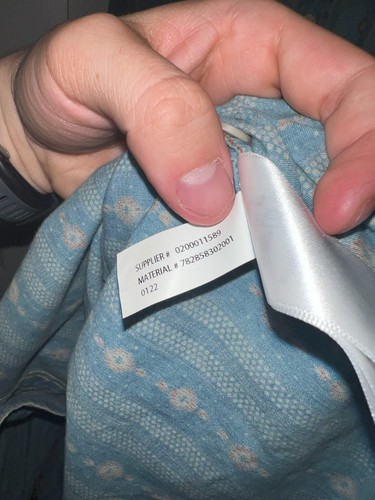 SUPPLIER # 0200011589
MATERIAL # 782858302001
0122